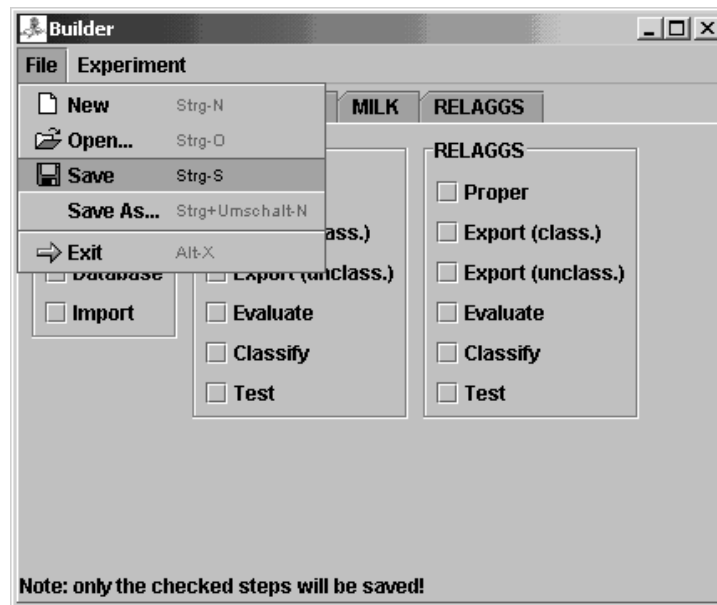 Builder
File Experiment
New Strg-N
Open... Strg-O
Save Strg-S
Save As... Strg+Umschalt-N
Exit Alt-X
MILK RELAGGS
RELAGGS
Proper
ass.) Export (class.)
Database Export (unclass.) Export (unclass.)
Import Evaluate Evaluate
Classify Classify
Test Test
Note: only the checked steps will be saved!